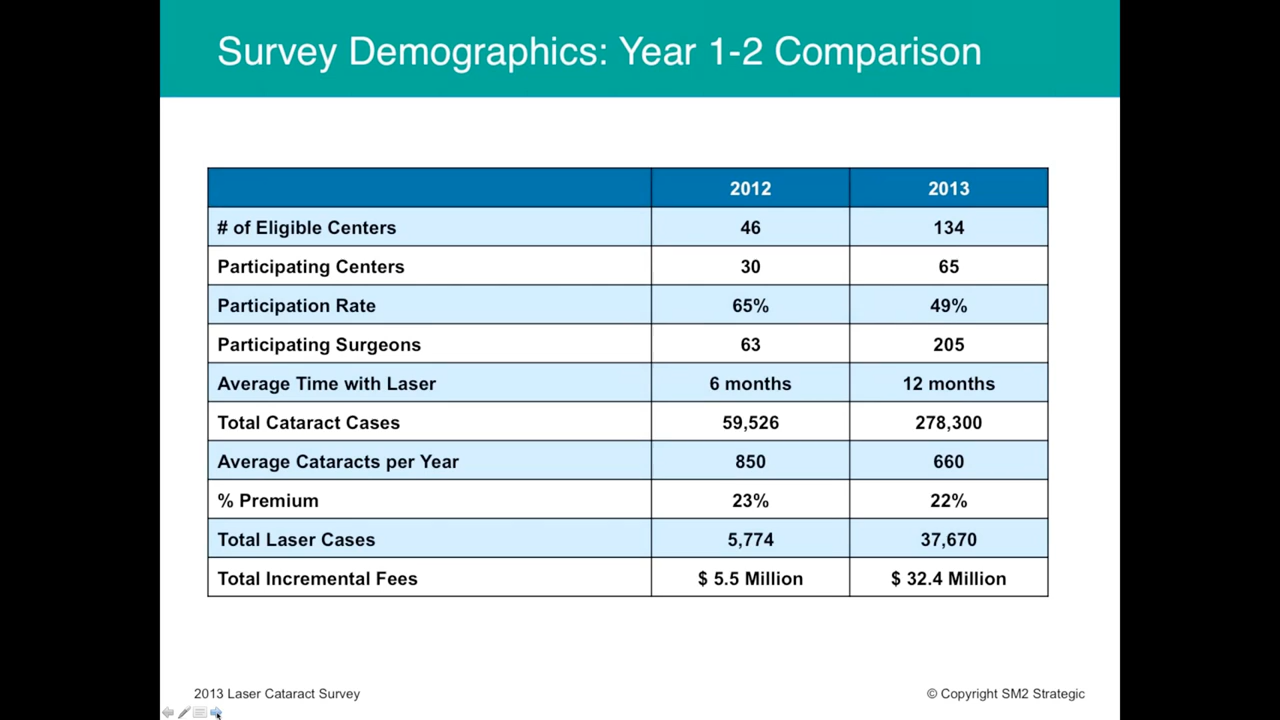 Survey Demographics: Year 1-2 Comparison
2012 2013
# of Eligible Centers 46 134
Participating Centers 30 65
Participation Rate 65% 49%
Participating Surgeons 63 205
Average Time with Laser 6 months 12 months
Total Cataract Cases 59,526 278,300
Average Cataracts per Year 850 660
% Premium 23% 22%
Total Laser Cases 5,774 37,670
Total Incremental Fees $ 5.5 Million $ 32.4 Million
2013 Laser Cataract Survey © Copyright SM2 Strategic